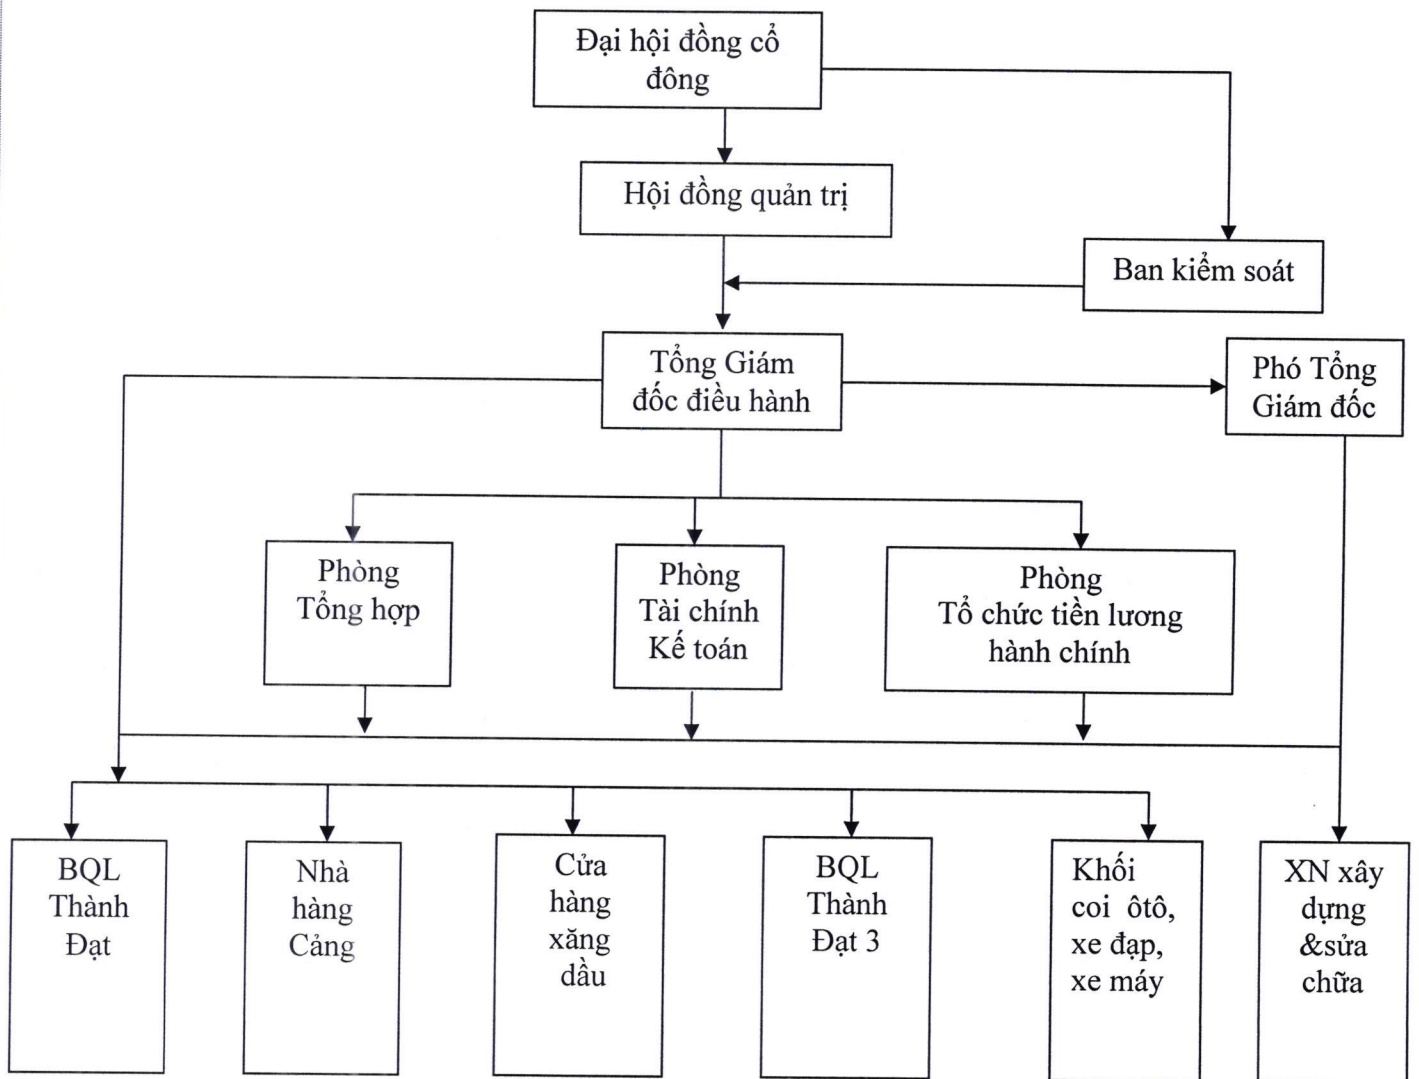 Đại hội đồng cổ
đông
Hội đồng quản trị
Ban kiểm soát
Tổng Giám
đốc điều hành
Phó Tổng
Giám đốc
Phòng
Tổng hợp
Phòng
Tài chính
Kế toán
Phòng
Tổ chức tiền lương
hành chính
BQL
Thành
Đạt
Nhà
hàng
Cảng
Cửa
hàng
xăng
dầu
BQL
Thành
Đạt 3
Khối
coi ôtô,
xe đạp,
xe máy
XN xây
dựng
&sửa
chữa